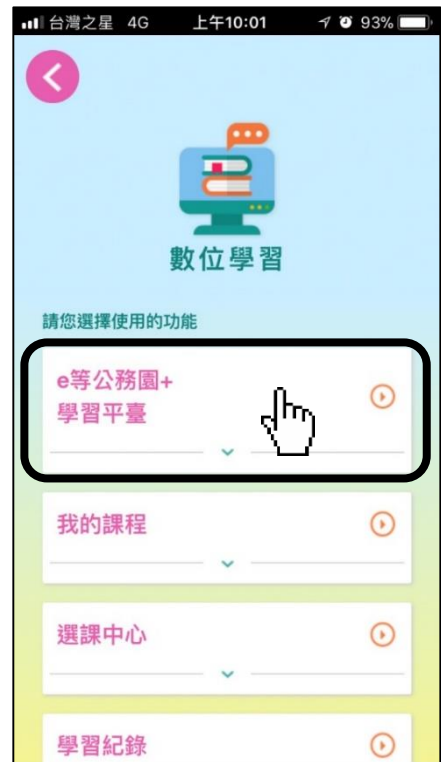 台灣之星 4G 上午10:01 93%
數位學習
請您選擇使用的功能
e等公務園+
學習平臺
我的課程
選課中心
學習紀錄